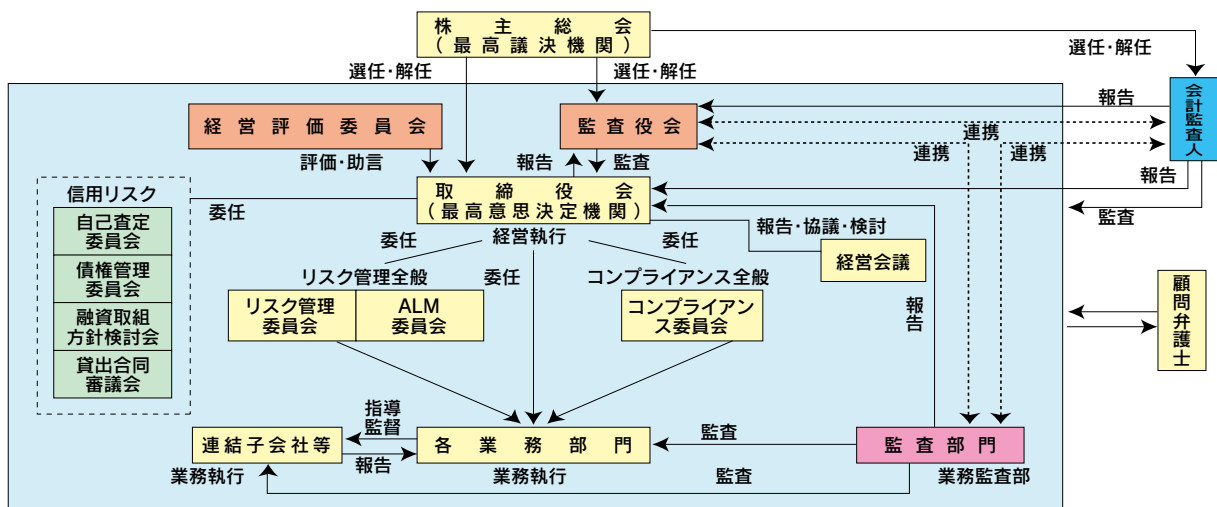 株主総会
(最高議決機関)
選任・解任
選任・解任
選任・解任
会計監査人
経営評価委員会
監査役会
報告
連携
連携
連携
評価・助言
報告
監査
報告
監査
信用リスク
自己査定
委員会
債権管理
委員会
融資取組
方針検討会
貸出合同
審議会
委任
取締役会
(最高意思決定機関)
経営執行
報告・協議・検討
経営会議
委任
委任
委任
リスク管理全般
コンプライアンス全般
リスク管理
委員会
ALM
委員会
コンプライアン
ス委員会
報告
顧問弁護士
指導
監督
連結子会社等
報告
業務執行
各業務部門
業務執行
監査
監査
監査部門
業務監査部